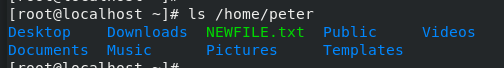 [root@localhost ~]# ls /home/peter
Desktop Downloads NEWFILE.txt Public Videos
Documents Music Pictures Templates
[root@localhost ~]#